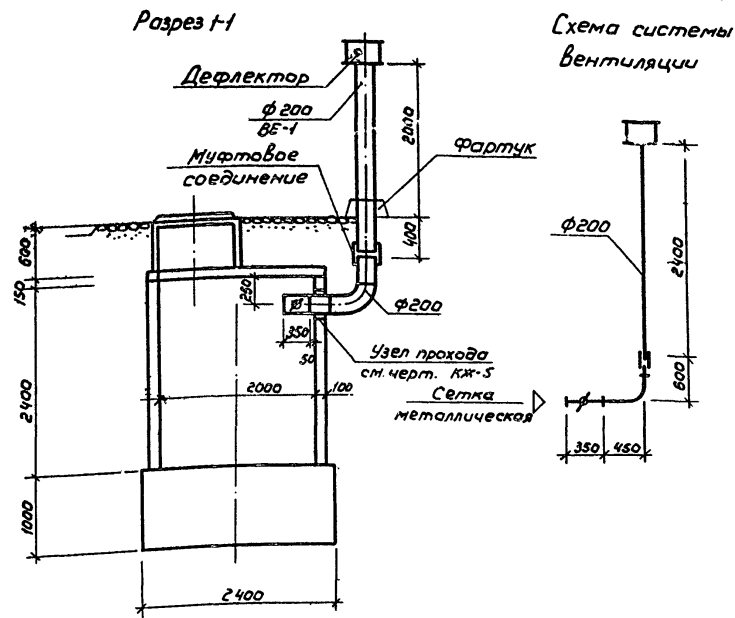 Разрез 1-1
Дефлектор
ф200
ВЕ-1
Муфтовое
соединение
2000
Фартук
400
600
150
250
ф200
350
50
Узел прохода
см. черт. КЖ-5
2000
100
2400
1000
2400
Схема системы
вентиляции
ф200
2400
600
Сетка
металлическая
350
450